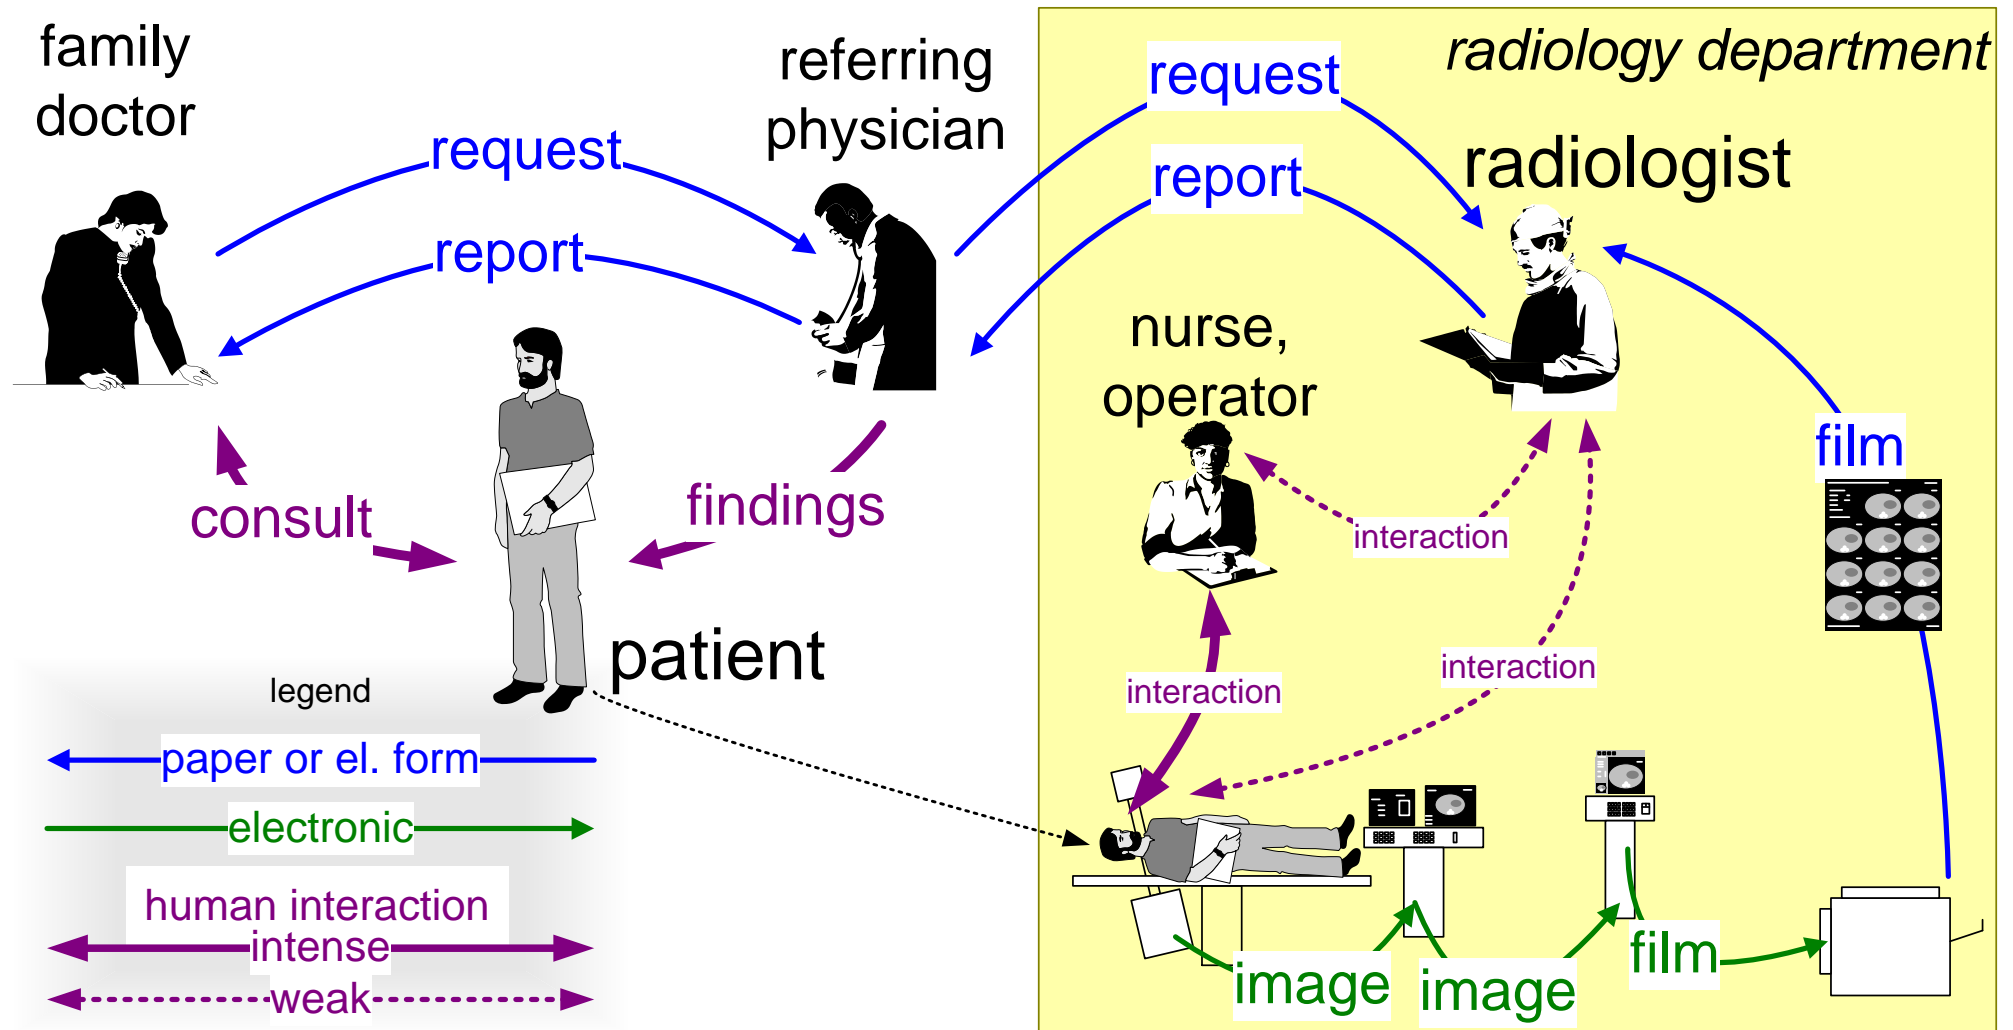 family
doctor
referring
physician
request
report
request
report
radiology department
radiologist
nurse,
operator
consult
findings
patient
interaction
interaction
interaction
film
image
image
film
legend
paper or el. form
electronic
human interaction
intense
weak